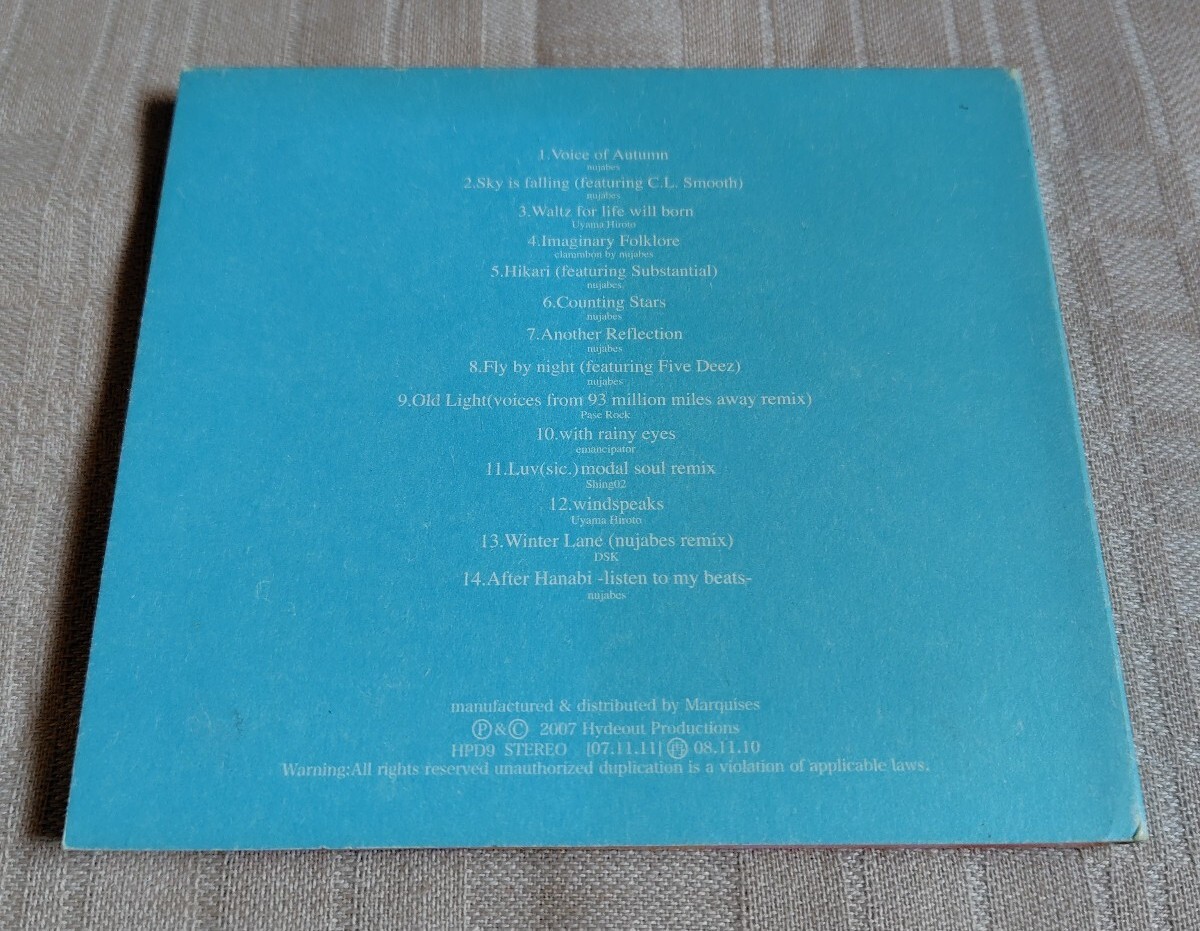 1.Voice of Autumn
nujabes
2.Sky is falling (featuring C.L. Smooth)
nujabes
3.Waltz for life will born
Uyama Hiroto
4.Imaginary Folklore
clammbon by nujabes
5.Hikari (featuring Substantial)
nujabes
6.Counting Stars
nujabes
7.Another Reflection
nujabes
8.Fly by night (featuring Five Deez)
nujabes
9.Old Light(voices from 93 million miles away remix)
Pase Rock
10.with rainy eyes
emancipator
11.Luv(sic.)modal soul remix
Shing02
12.windspeaks
Uyama Hiroto
13.Winter Lane (nujabes remix)
DSK
14.After Hanabi -listen to my beats-
nujabes
manufactured & distributed by Marquises
Ⓟ&Ⓒ 2007 Hydeout Productions
HPD9 STEREO [07.11.11] ㊢ 08.11.10
Warning:All rights reserved unauthorized duplication is a violation of applicable laws.